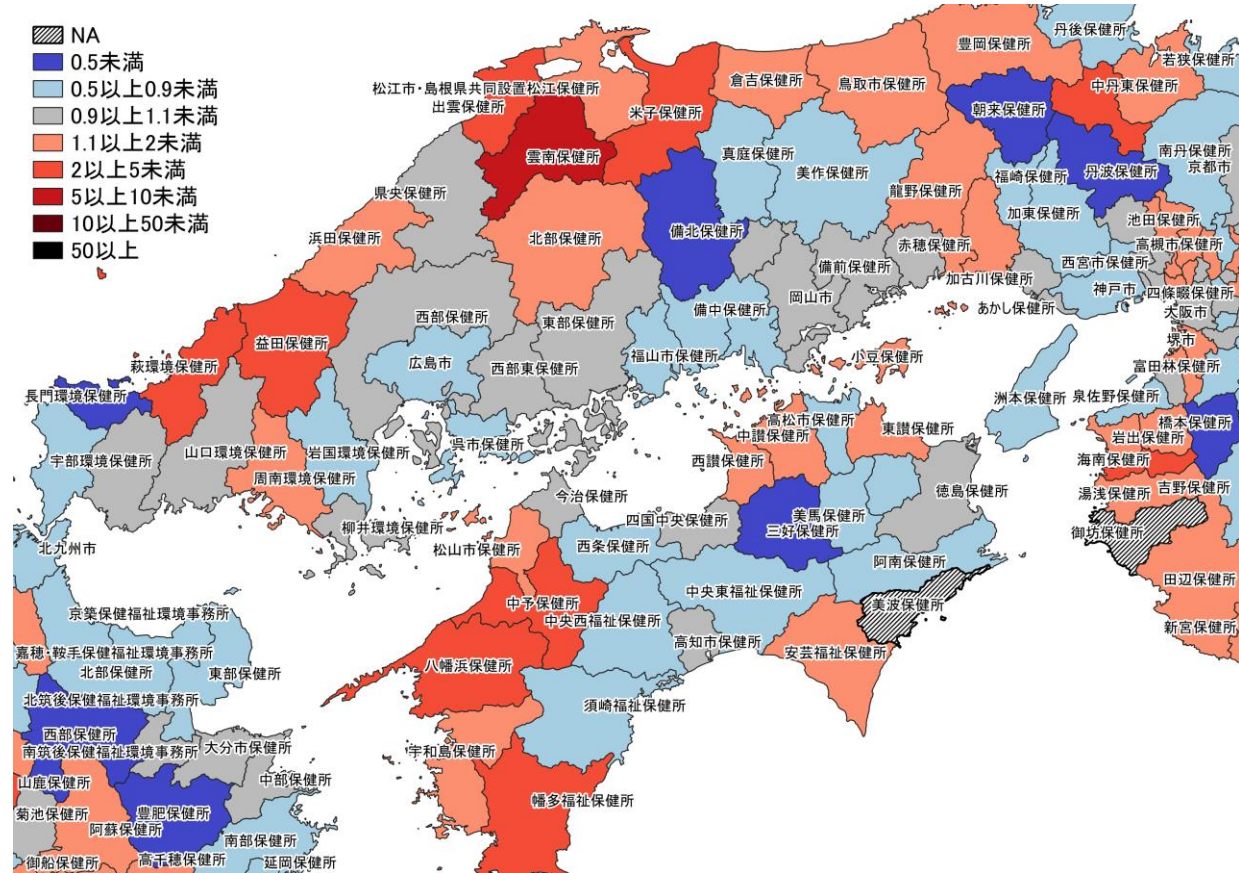 NA
0.5未満
0.5以上0.9未満
0.9以上1.1未満
1.1以上2未満
2以上5未満
5以上10未満
10以上50未満
50以上
丹後保健所
豊岡保健所
若狭保健所
中丹東保健所
松江市・島根県共同設置松江保健所
倉吉保健所
鳥取市保健所
出雲保健所
米子保健所
朝来保健所
雲南保健所
真庭保健所
美作保健所
南丹保健所
京都市
福崎保健所
丹波保健所
県央保健所
龍野保健所
加東保健所
池田保健所
浜田保健所
北部保健所
備北保健所
赤穂保健所
高槻市保健所
備前保健所
西宮市保健所
加古川保健所
岡山市
神戸市
四條畷保健所
あかし保健所
大阪市
西部保健所
東部保健所
備中保健所
堺市
益田保健所
萩環境保健所
広島市
福山市保健所
小豆保健所
西部東保健所
富田林保健所
長門環境保健所
洲本保健所
泉佐野保健所
高松市保健所
橋本保健所
東讃保健所
中讃保健所
岩出保健所
呉市保健所
宇部環境保健所
山口環境保健所
岩国環境保健所
西讃保健所
海南保健所
周南環境保健所
徳島保健所
吉野保健所
湯浅保健所
今治保健所
美馬保健所
四国中央保健所
柳井環境保健所
三好保健所
御坊保健所
北九州市
松山市保健所
西条保健所
阿南保健所
田辺保健所
中央東福祉保健所
中予保健所
美波保健所
京築保健福祉環境事務所
中央西福祉保健所
新宮保健所
高知市保健所
安芸福祉保健所
嘉穂・鞍手保健福祉環境事務所
八幡浜保健所
北部保健所
東部保健所
北筑後保健福祉環境事務所
須崎福祉保健所
西部保健所
大分市保健所
南筑後保健福祉環境事務所
宇和島保健所
山鹿保健所
中部保健所
幡多福祉保健所
菊池保健所
豊肥保健所
阿蘇保健所
南部保健所
御船保健所
高千穂保健所
延岡保健所